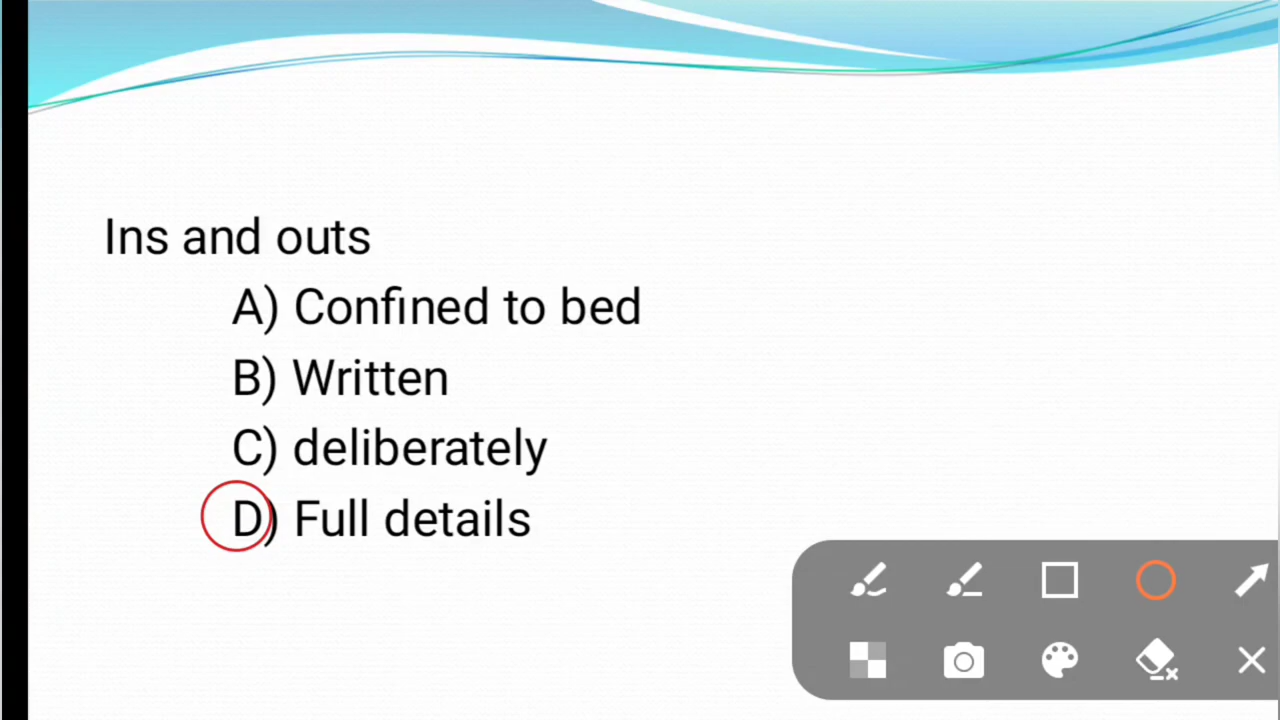 Ins and outs
A) Confined to bed
B) Written
C) deliberately
D) Full details